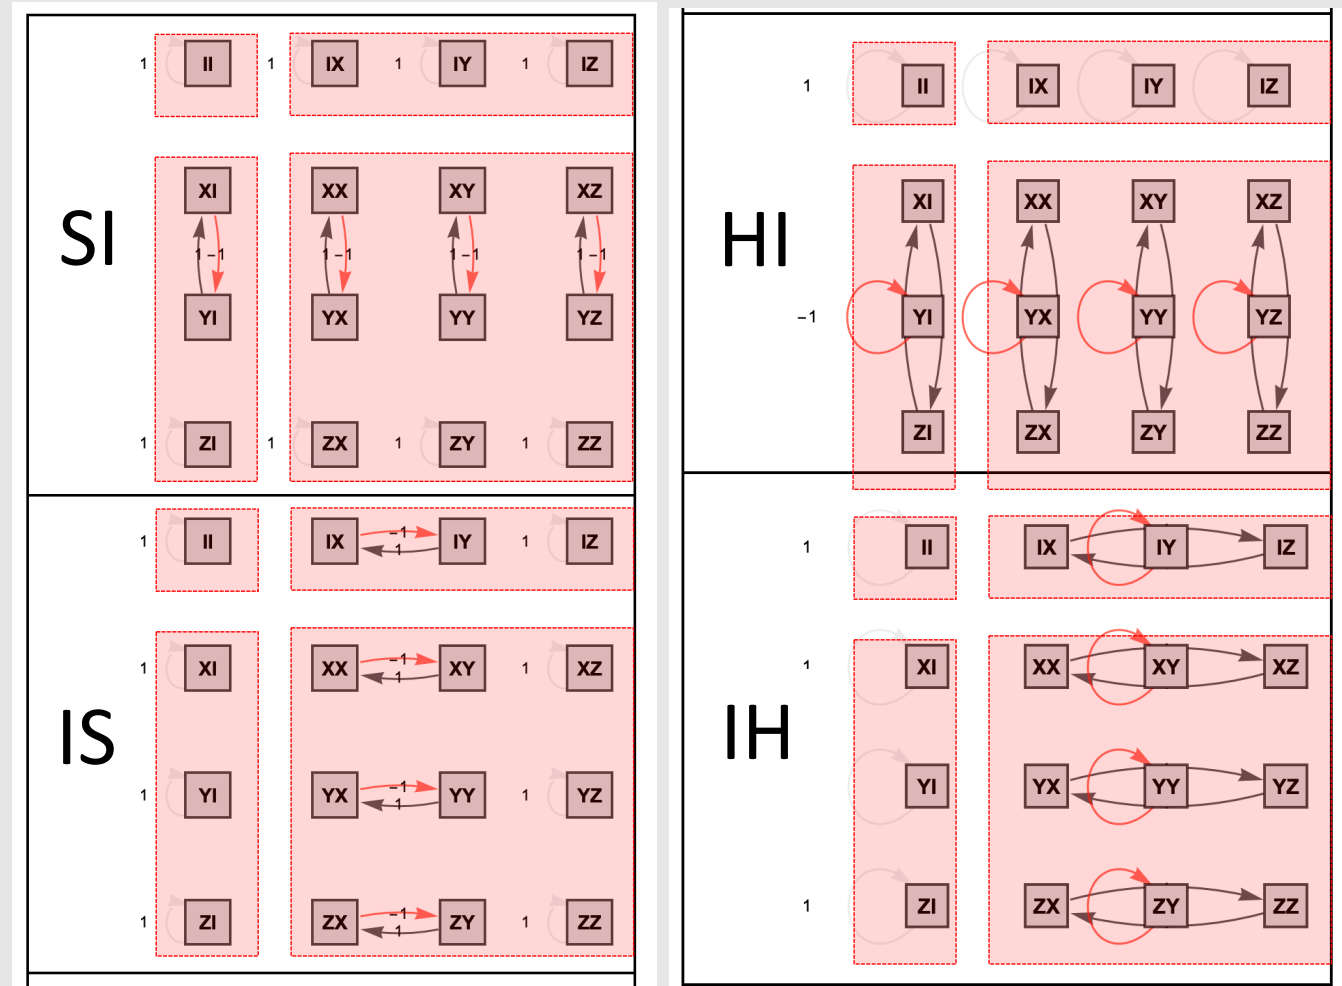 1 II 1 IX 1 IY 1 IZ
SI
XI XX XY XZ
1 -1 1 -1 1 -1 1 -1
YI YX YY YZ
1 ZI 1 ZX 1 ZY 1 ZZ
IS
1 II IX -1 1 IY 1 IZ
1 XI XX -1 1 XY 1 XZ
1 YI YX -1 1 YY 1 YZ
1 ZI ZX -1 1 ZY 1 ZZ
1 II IX IY IZ
HI
XI XX XY XZ
-1 YI YX YY YZ
ZI ZX ZY ZZ
IH
1 II IX IY IZ
1 XI XX XY XZ
1 YI YX YY YZ
1 ZI ZX ZY ZZ